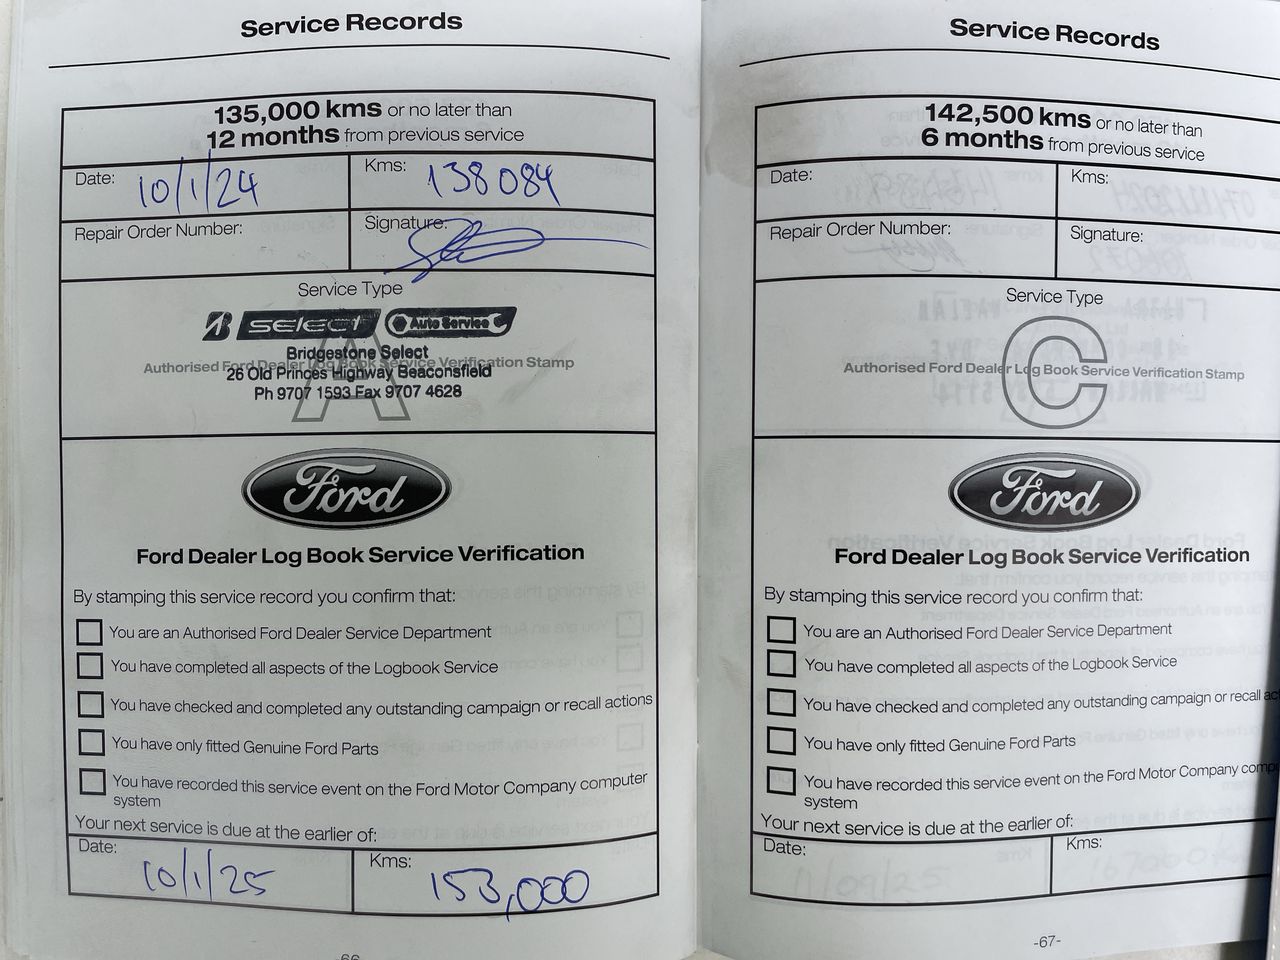 Service Records
135,000 kms or no later than
12 months from previous service
Date: 10/1/24
Kms: 138084
Repair Order Number:
Signature:
Service Type
SELECT Auto Service
Bridgestone Select
A
Authorised Ford Dealer Log Book Service Verification Stamp
26 Old Princes Highway Beaconsfield
Ph 9707 1593 Fax 9707 4628
Ford
Ford Dealer Log Book Service Verification
By stamping this service record you confirm that:
You are an Authorised Ford Dealer Service Department
You have completed all aspects of the Logbook Service
You have checked and completed any outstanding campaign or recall actions
You have only fitted Genuine Ford Parts
You have recorded this service event on the Ford Motor Company computer
system
Your next service is due at the earlier of:
Date: 10/1/25
Kms: 153,000
Service Records
142,500 kms or no later than
6 months from previous service
Date:
Kms:
Repair Order Number:
Signature:
Service Type
C
Authorised Ford Dealer Log Book Service Verification Stamp
Ford
Ford Dealer Log Book Service Verification
By stamping this service record you confirm that:
You are an Authorised Ford Dealer Service Department
You have completed all aspects of the Logbook Service
You have checked and completed any outstanding campaign or recall
You have only fitted Genuine Ford Parts
You have recorded this service event on the Ford Motor Company
system
Your next service is due at the earlier of:
Date:
Kms:
-67-